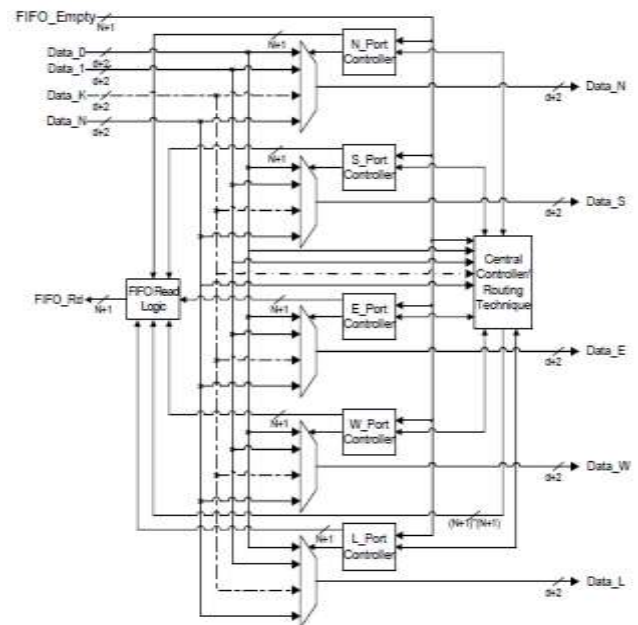 FIFO_Empty
N+1
Data_0
d+2
Data_1
d+2
Data_K
d+2
Data_N
d+2
N+1
N_Port
Controller
Data_N
d+2
N+1
S_Port
Controller
Data_S
d+2
Central
Controller/
Routing
Technique
FIFO Read
Logic
FIFO_Rd
N+1
N+1
E_Port
Controller
Data_E
d+2
N+1
W_Port
Controller
Data_W
d+2
(N+1)*(N+1)
N+1
L_Port
Controller
Data_L
d+2